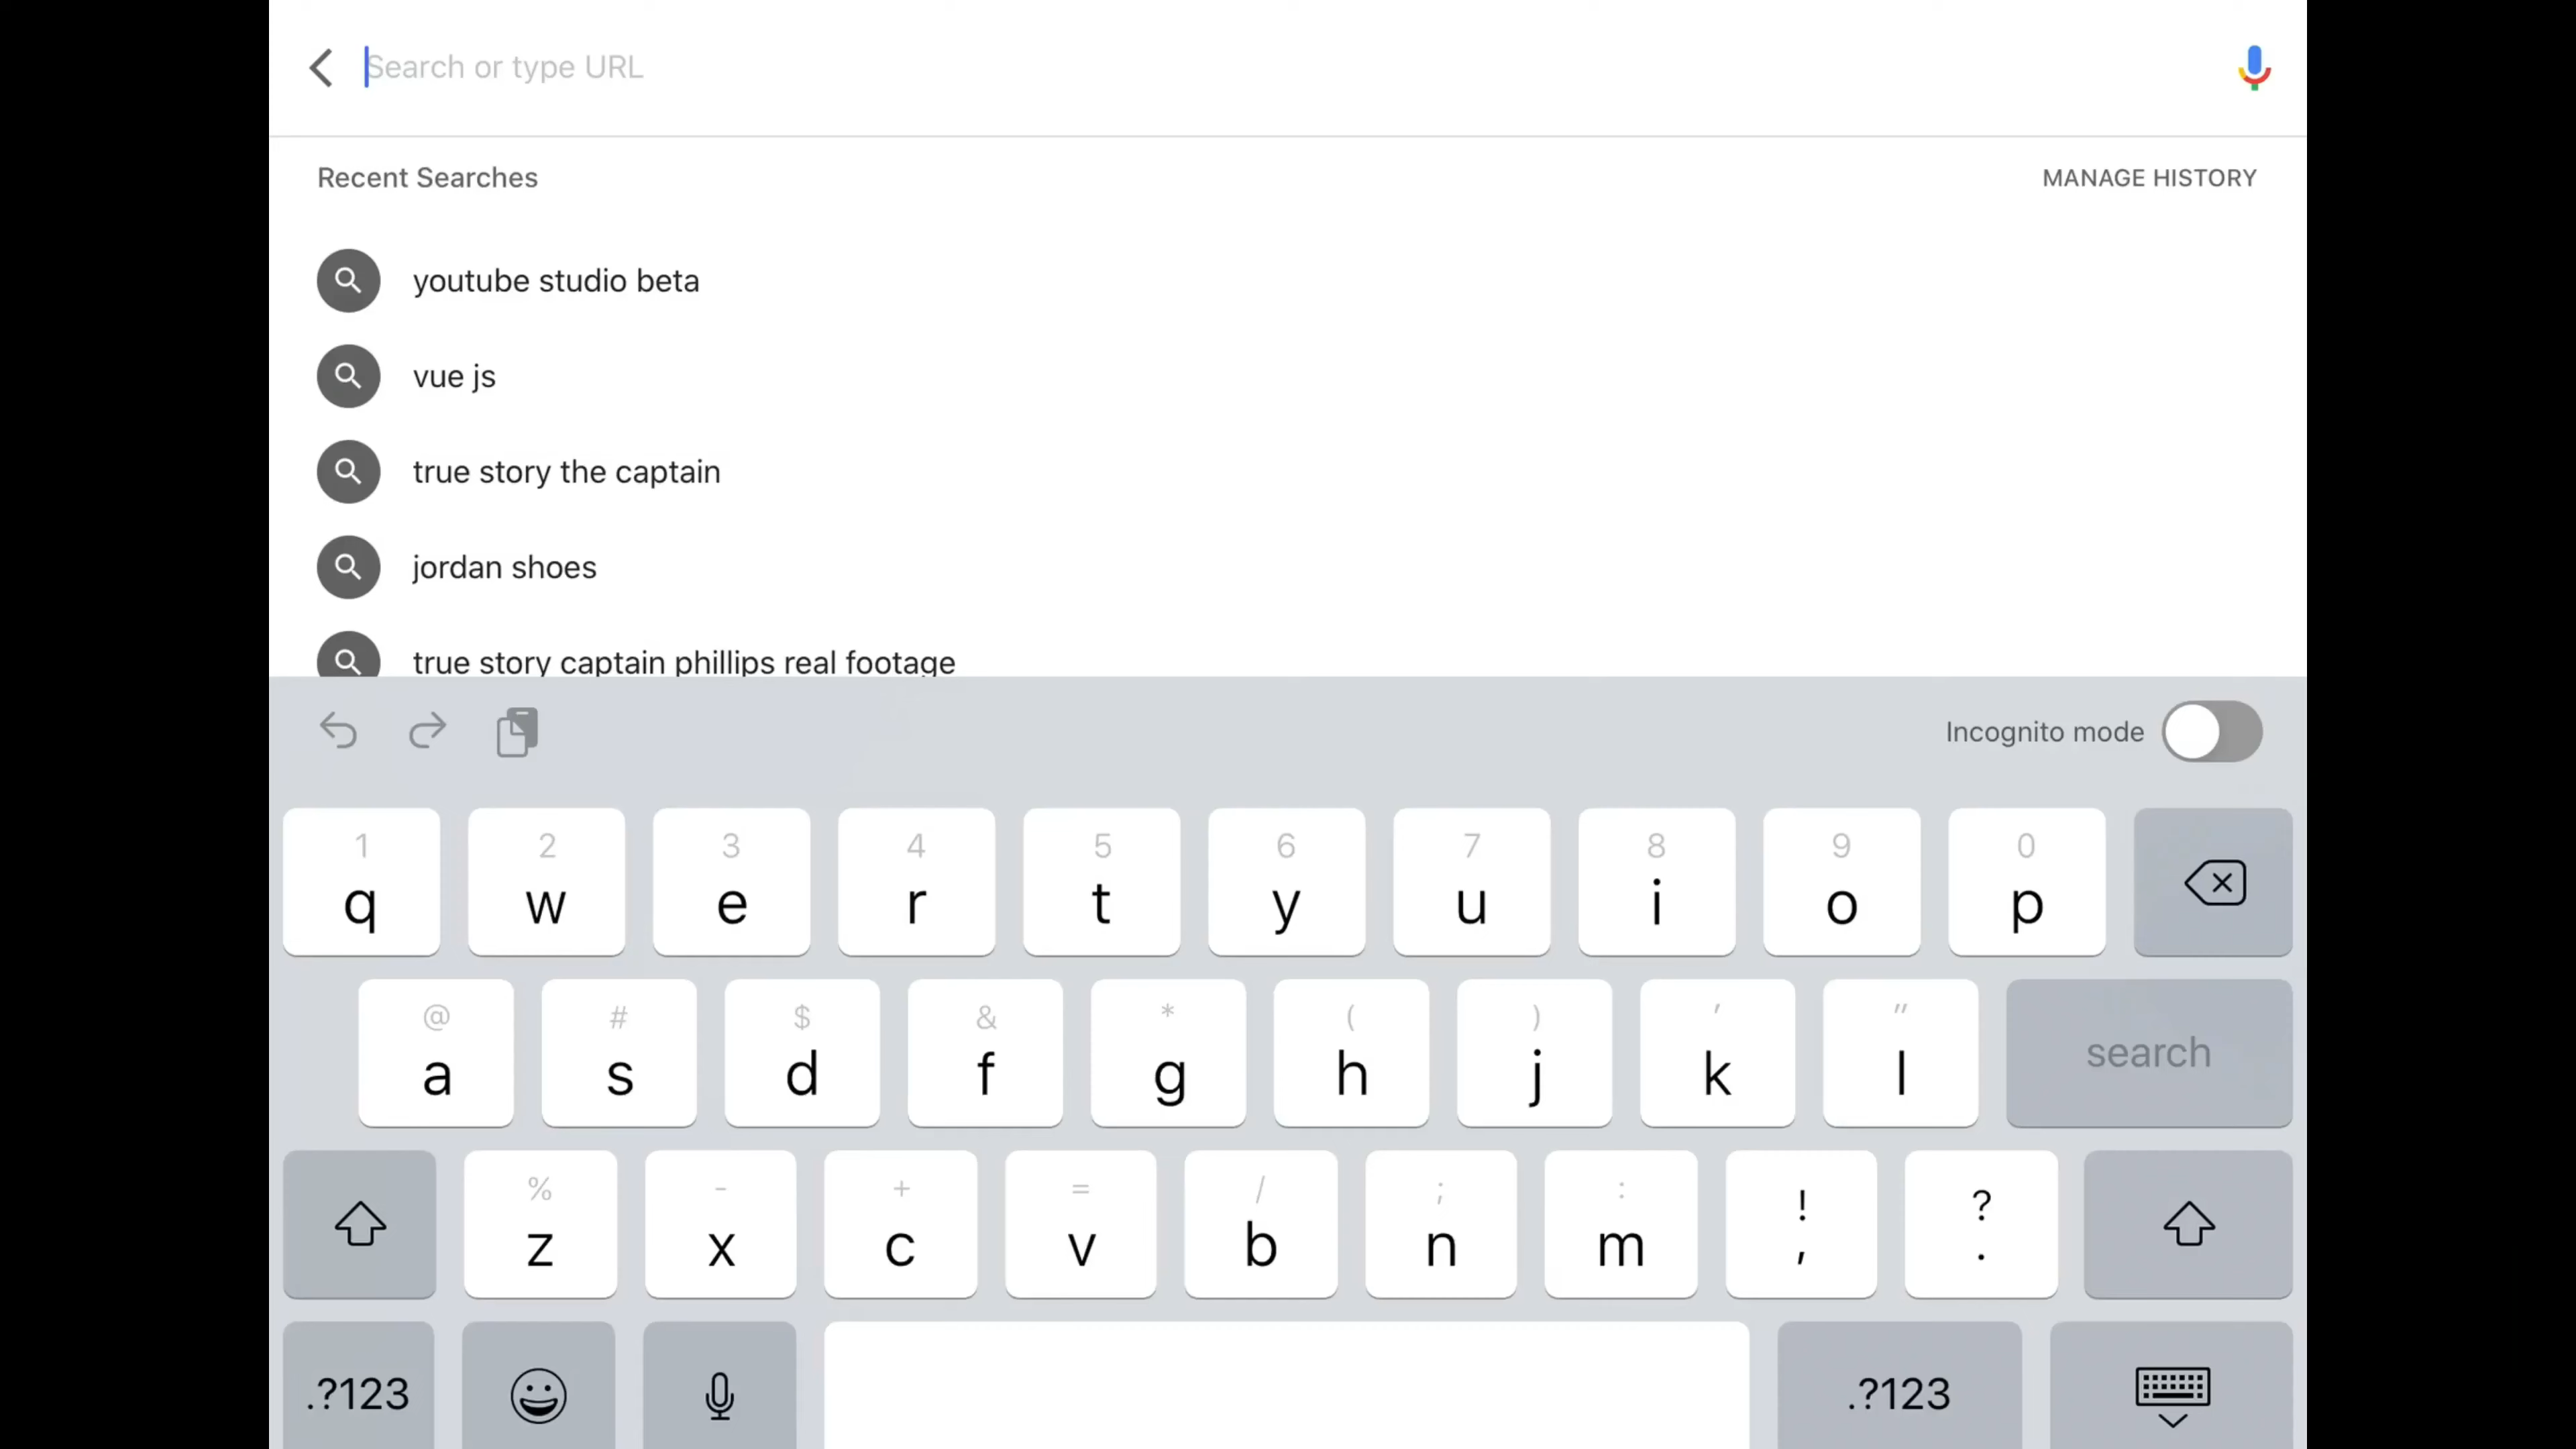 Search or type URL
Recent Searches MANAGE HISTORY
youtube studio beta
vue js
true story the captain
jordan shoes
true story captain phillips real footage
Incognito mode
1 2 3 4 5 6 7 8 9 0
q w e r t y u i o p
@ # $ & * ( ) ' "
a s d f g h j k l search
% - + = / ; : ! ?
z x c v b n m , .
.?123 .?123